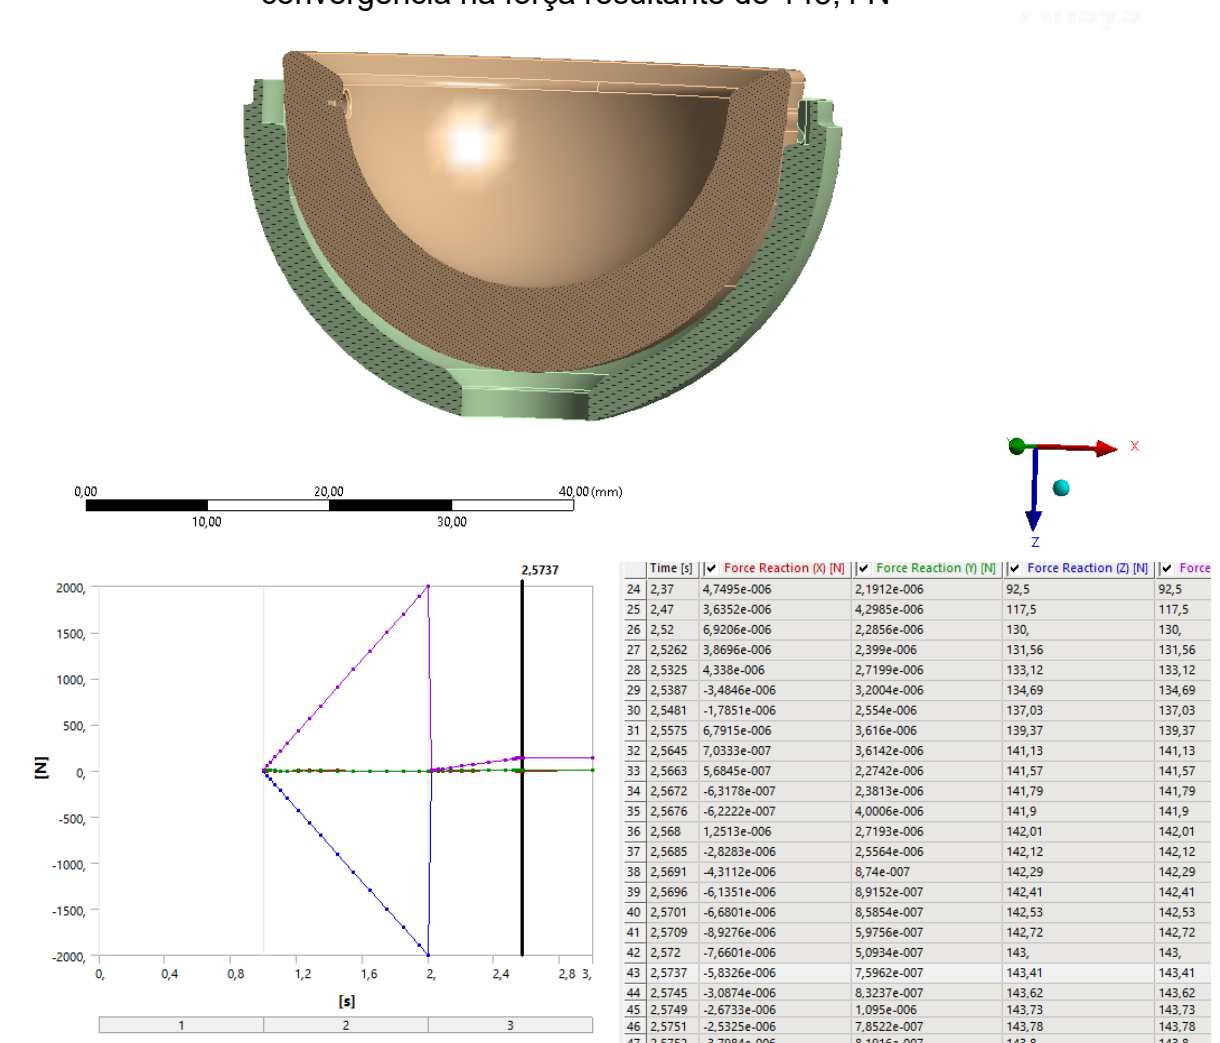 Ansys
X
Z
0,00 20,00 40,00 (mm)
10,00 30,00
2,5737
2000,
1500,
1000,
500,
0,
-500,
-1000,
-1500,
-2000,
[N]
0, 0,4 0,8 1,2 1,6 2, 2,4 2,8 3,
[s]
1 2 3
Time [s] Force Reaction (X) [N] Force Reaction (Y) [N] Force Reaction (Z) [N] Force
24 2,37 4,7495e-006 2,1912e-006 92,5 92,5
25 2,47 3,6352e-006 4,2985e-006 117,5 117,5
26 2,52 6,9206e-006 2,2856e-006 130, 130,
27 2,5262 3,8696e-006 2,399e-006 131,56 131,56
28 2,5325 4,338e-006 2,7199e-006 133,12 133,12
29 2,5387 -3,4846e-006 3,2004e-006 134,69 134,69
30 2,5481 -1,7851e-006 2,554e-006 137,03 137,03
31 2,5575 6,7915e-006 3,616e-006 139,37 139,37
32 2,5645 7,0333e-007 3,6142e-006 141,13 141,13
33 2,5663 5,6845e-007 2,2742e-006 141,57 141,57
34 2,5672 -6,3178e-007 2,3813e-006 141,79 141,79
35 2,5676 -6,2222e-007 4,0006e-006 141,9 141,9
36 2,568 1,2513e-006 2,7193e-006 142,01 142,01
37 2,5685 -2,8283e-006 2,5564e-006 142,12 142,12
38 2,5691 -4,3112e-006 8,74e-007 142,29 142,29
39 2,5696 -6,1351e-006 8,9152e-007 142,41 142,41
40 2,5701 -6,6801e-006 8,5854e-007 142,53 142,53
41 2,5709 -8,9276e-006 5,9756e-007 142,72 142,72
42 2,572 -7,6601e-006 5,0934e-007 143, 143,
43 2,5737 -5,8326e-006 7,5962e-007 143,41 143,41
44 2,5745 -3,0874e-006 8,3237e-007 143,62 143,62
45 2,5749 -2,6733e-006 1,095e-006 143,73 143,73
46 2,5751 -2,5325e-006 7,8522e-007 143,78 143,78